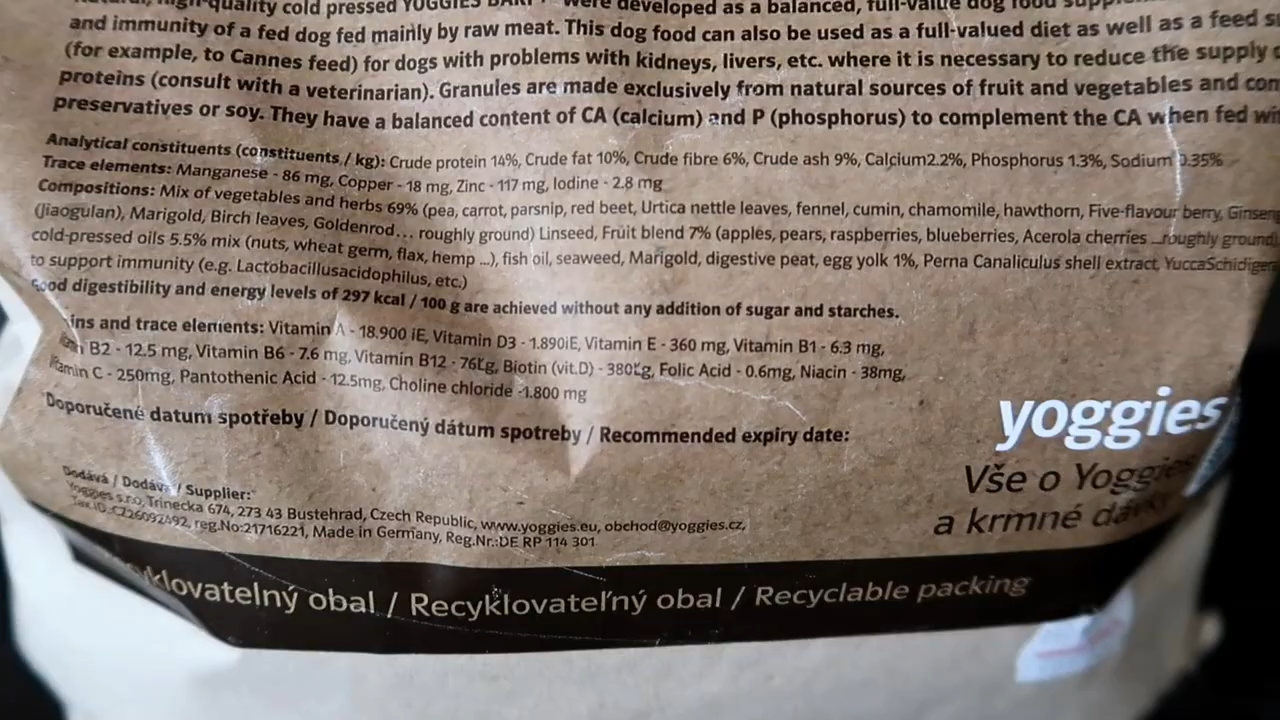 high-quality cold pressed YOGGIES BARF were developed as a balanced, full-value dog food
and immunity of a fed dog fed mainly by raw meat. This dog food can also be used as a full-valued diet as well as a feed
(for example, to Cannes feed) for dogs with problems with kidneys, livers, etc. where it is necessary to reduce the supply
proteins (consult with a veterinarian). Granules are made exclusively from natural sources of fruit and vegetables and
preservatives or soy. They have a balanced content of CA (calcium) and P (phosphorus) to complement the CA when fed
Analytical constituents (constituents / kg): Crude protein 14%, Crude fat 10%, Crude fibre 6%, Crude ash 9%, Calcium2.2%, Phosphorus 1.3%, Sodium 0.35%
Trace elements: Manganese - 86 mg, Copper - 18 mg, Zinc - 117 mg, Iodine - 2.8 mg
Compositions: Mix of vegetables and herbs 69% (pea, carrot, parsnip, red beet, Urtica nettle leaves, fennel, cumin, chamomile, hawthorn, Five-flavour berry,
(Jiaogulan), Marigold, Birch leaves, Goldenrod... roughly ground) Linseed, Fruit blend 7% (apples, pears, raspberries, blueberries, Acerola cherries ...roughly ground)
cold-pressed oils 5.5% mix (nuts, wheat germ, flax, hemp ...), fish oil, seaweed, Marigold, digestive peat, egg yolk 1%, Perna Canaliculus shell extract,
to support immunity (e.g. Lactobacillusacidophilus, etc.)
Good digestibility and energy levels of 297 kcal / 100 g are achieved without any addition of sugar and starches.
ins and trace elements: Vitamin A - 18.900 iE, Vitamin D3 - 1.890iE, Vitamin E - 360 mg, Vitamin B1 - 6.3 mg,
B2 - 12.5 mg, Vitamin B6 - 7.6 mg, Vitamin B12 - 76Ľg, Biotin (vit.D) - 380Ľg, Folic Acid - 0.6mg, Niacin - 38mg,
amin C - 250mg, Pantothenic Acid - 12.5mg, Choline chloride -1.800 mg
Doporučené datum spotřeby / Doporučený dátum spotreby / Recommended expiry date:
yoggies
Vše o Yoggies
a krmné dávky
Dodává / Dodáva / Supplier:
Yoggies s.r.o, Trinecka 674, 273 43 Bustehrad, Czech Republic, www.yoggies.eu, obchod@yoggies.cz,
Tax.ID.:CZ26092492, reg.No:21716221, Made in Germany, Reg.Nr.:DE RP 114 301
yklovatelný obal / Recyklovateľný obal / Recyclable packing